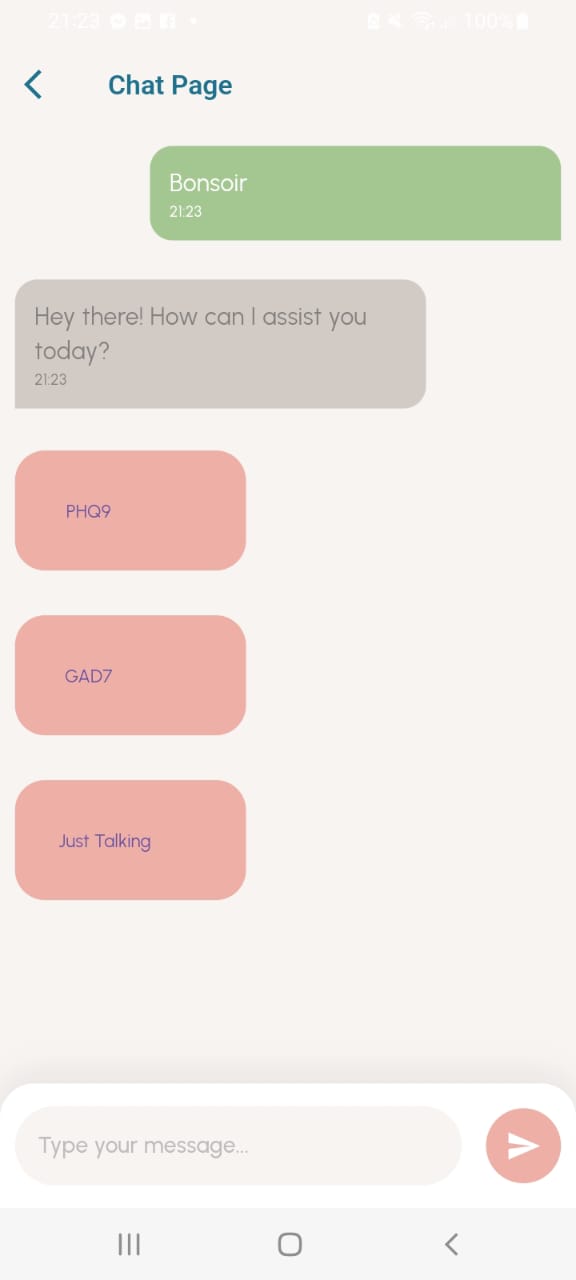 21:23
100%
Chat Page
Bonsoir
21:23
Hey there! How can I assist you
today?
21:23
PHQ9
GAD7
Just Talking
Type your message...